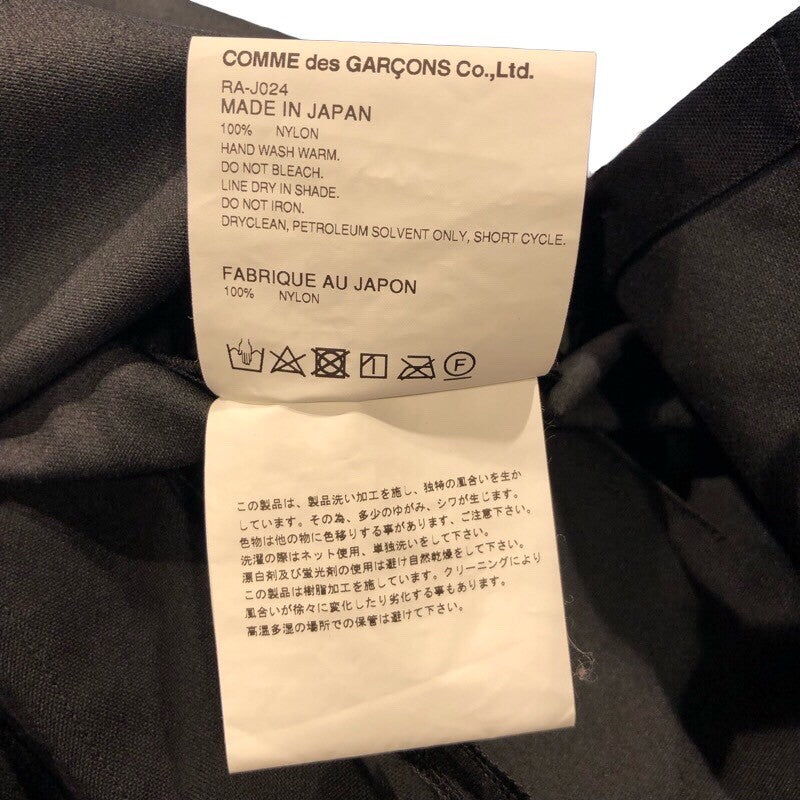 COMME des GARÇONS Co.,Ltd.
RA-J024
MADE IN JAPAN
100% NYLON
HAND WASH WARM.
DO NOT BLEACH.
LINE DRY IN SHADE.
DO NOT IRON.
DRYCLEAN, PETROLEUM SOLVENT ONLY, SHORT CYCLE.
FABRIQUE AU JAPON
100% NYLON
F
この製品は、製品洗い加工を施し、独特の風合いを生か
しています。その為、多少のゆがみ、シワが生じます。
色物は他の物に色移りする事があります、ご注意下さい。
洗濯の際はネット使用、単独洗いをして下さい。
漂白剤及び蛍光剤の使用は避け自然乾燥をして下さい。
この製品は樹脂加工を施しています。クリーニングにより
風合いが徐々に変化したり劣化する事もあります。
高温多湿の場所での保管は避けて下さい。